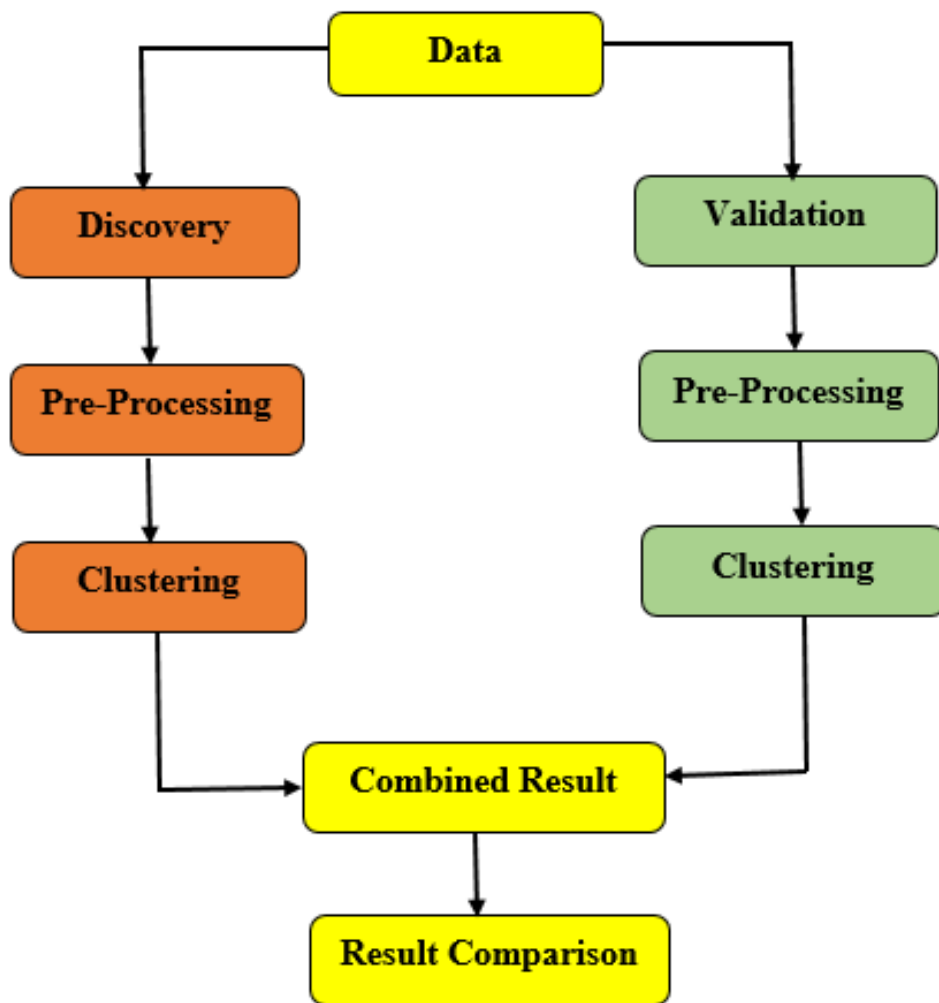 Data
Discovery
Validation
Pre-Processing
Pre-Processing
Clustering
Clustering
Combined Result
Result Comparison